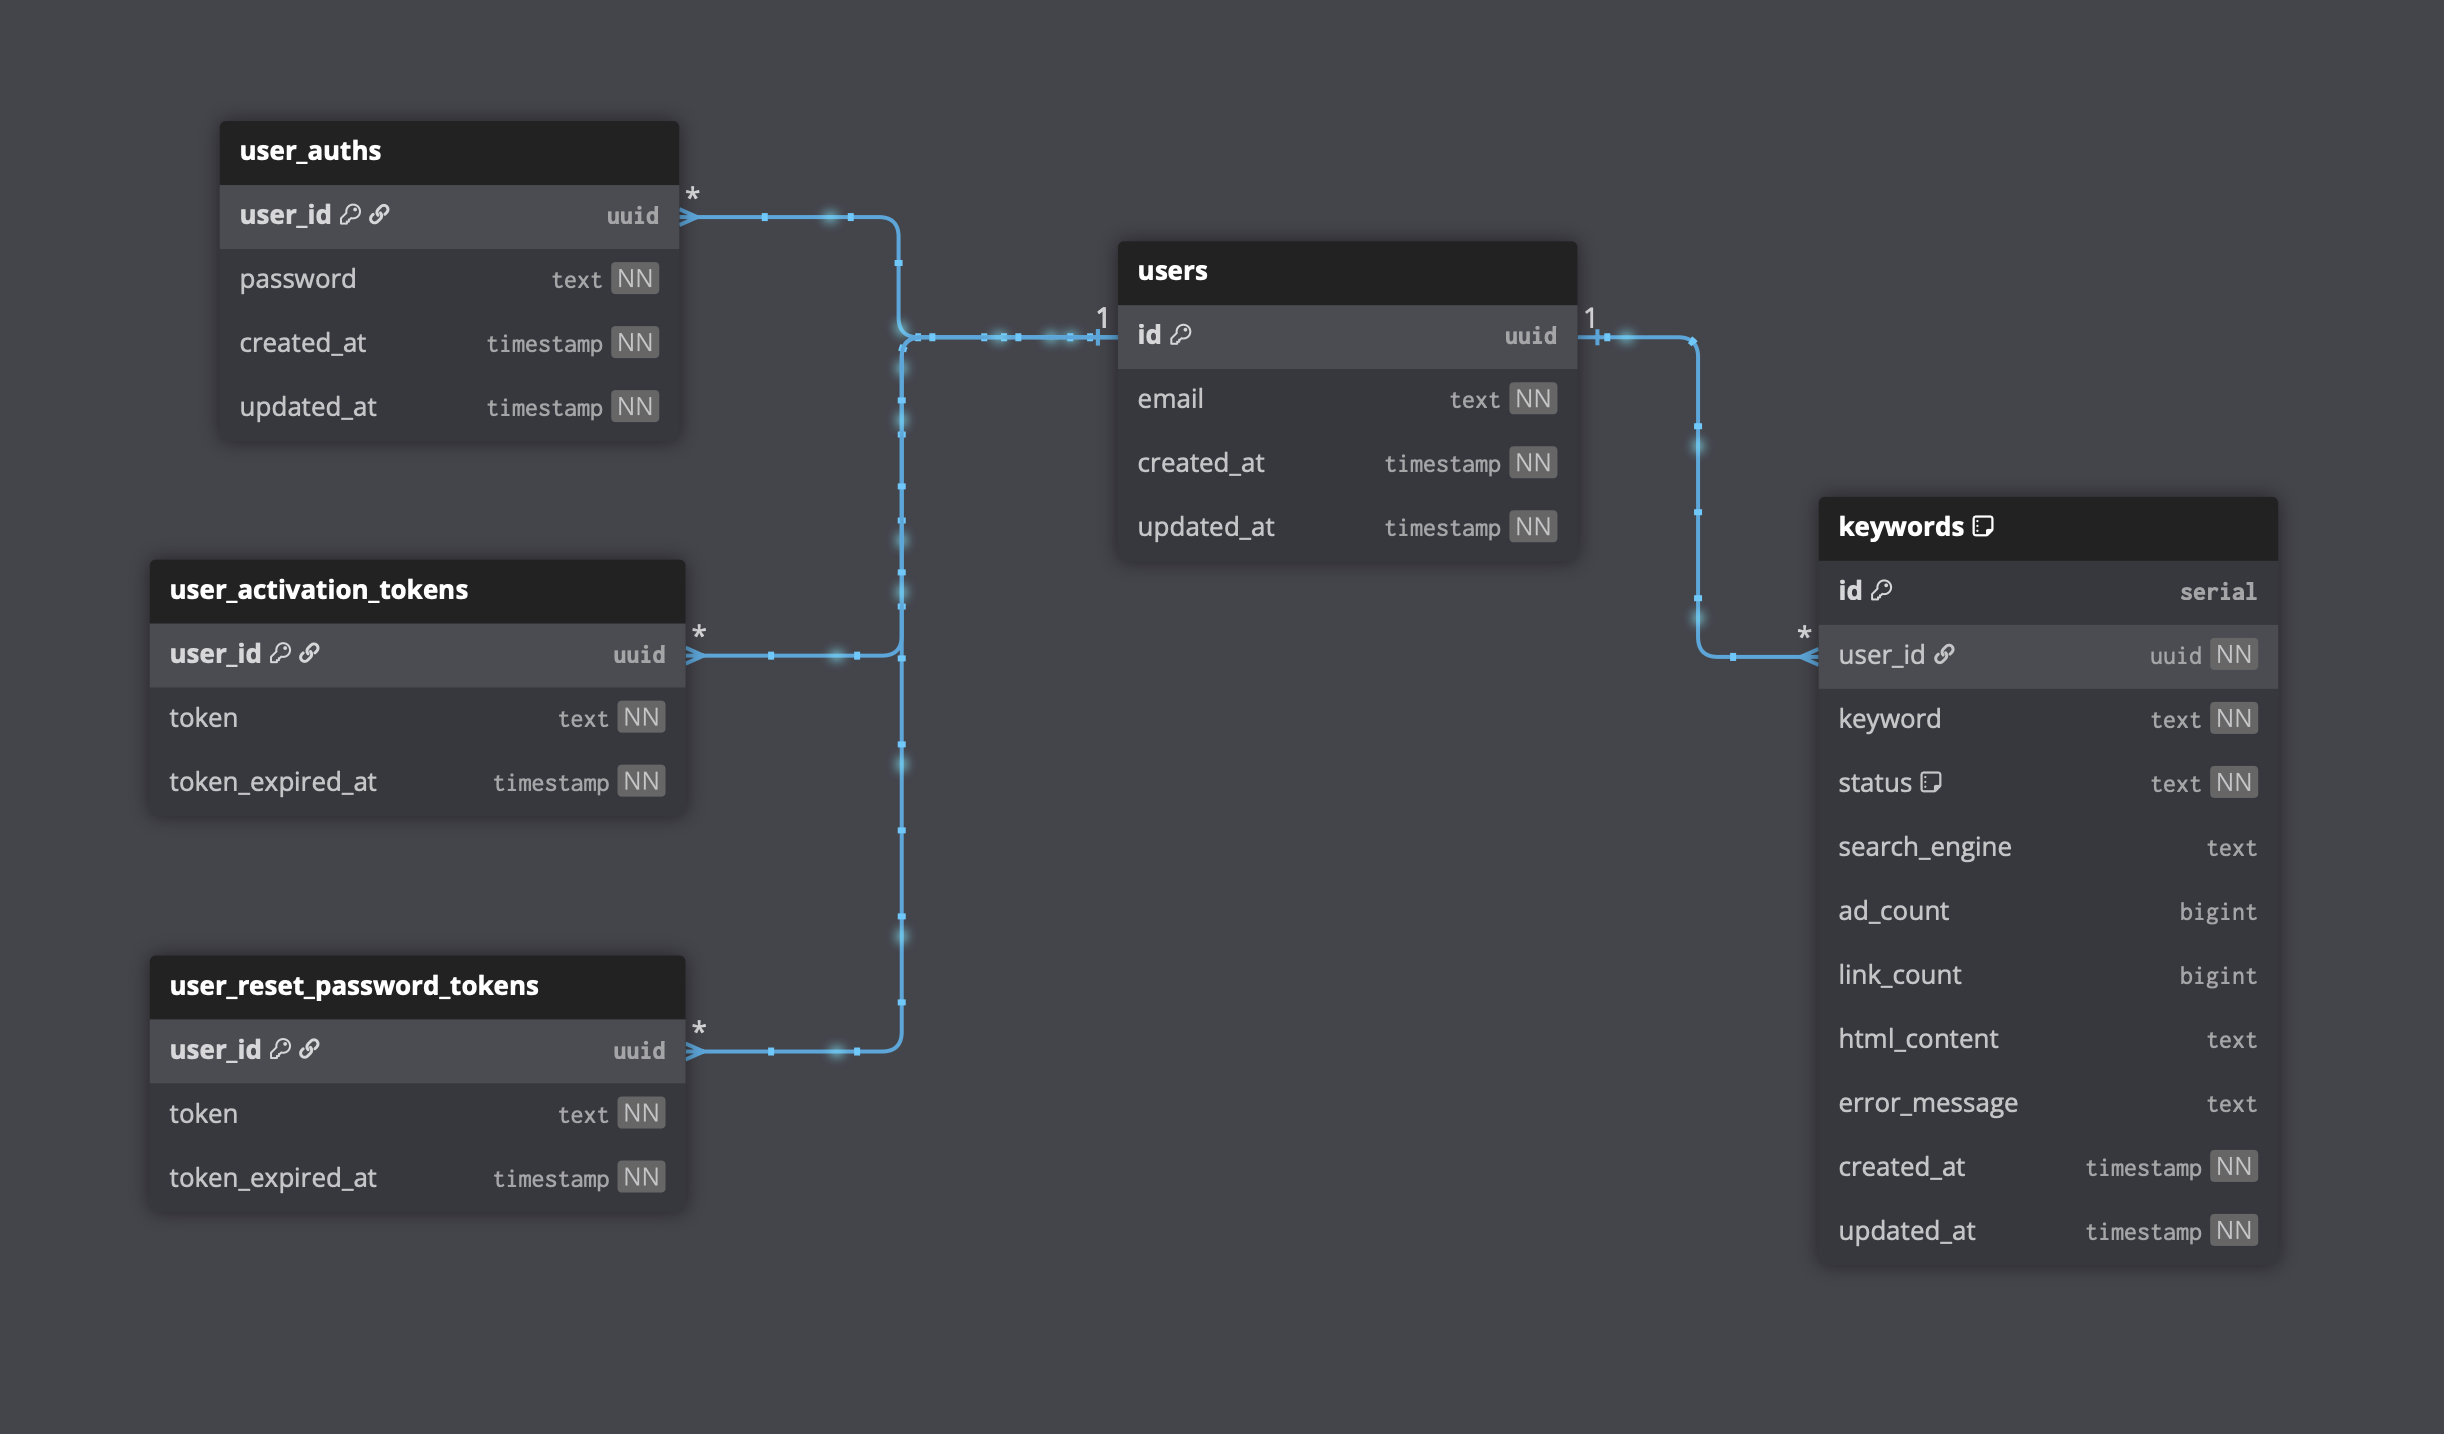 user_auths
*
user_id uuid
password text NN
created_at timestamp NN
updated_at timestamp NN
user_activation_tokens
*
user_id uuid
token text NN
token_expired_at timestamp NN
user_reset_password_tokens
*
user_id uuid
token text NN
token_expired_at timestamp NN
users
1 1
id uuid
email text NN
created_at timestamp NN
updated_at timestamp NN
keywords
id serial
*
user_id uuid NN
keyword text NN
status text NN
search_engine text
ad_count bigint
link_count bigint
html_content text
error_message text
created_at timestamp NN
updated_at timestamp NN